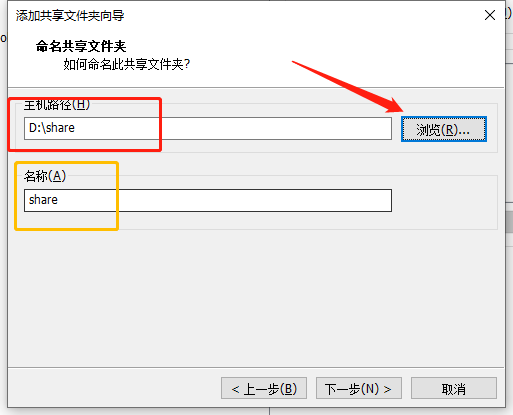 添加共享文件夹向导
命名共享文件夹
如何命名此共享文件夹?
主机路径(H)
D:\share
浏览(R)...
名称(A)
share
< 上一步(B)
下一步(N) >
取消